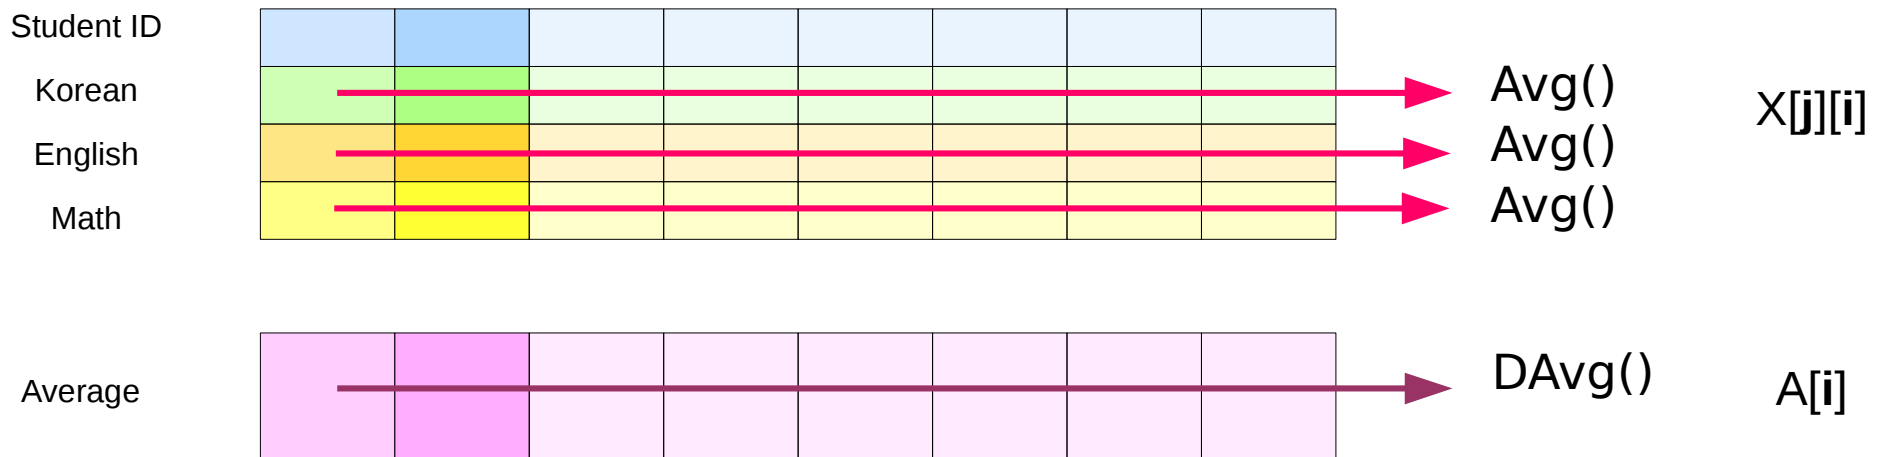 Student ID
Korean
Avg()
X[j][i]
English
Avg()
Math
Avg()
Average
DAvg()
A[i]